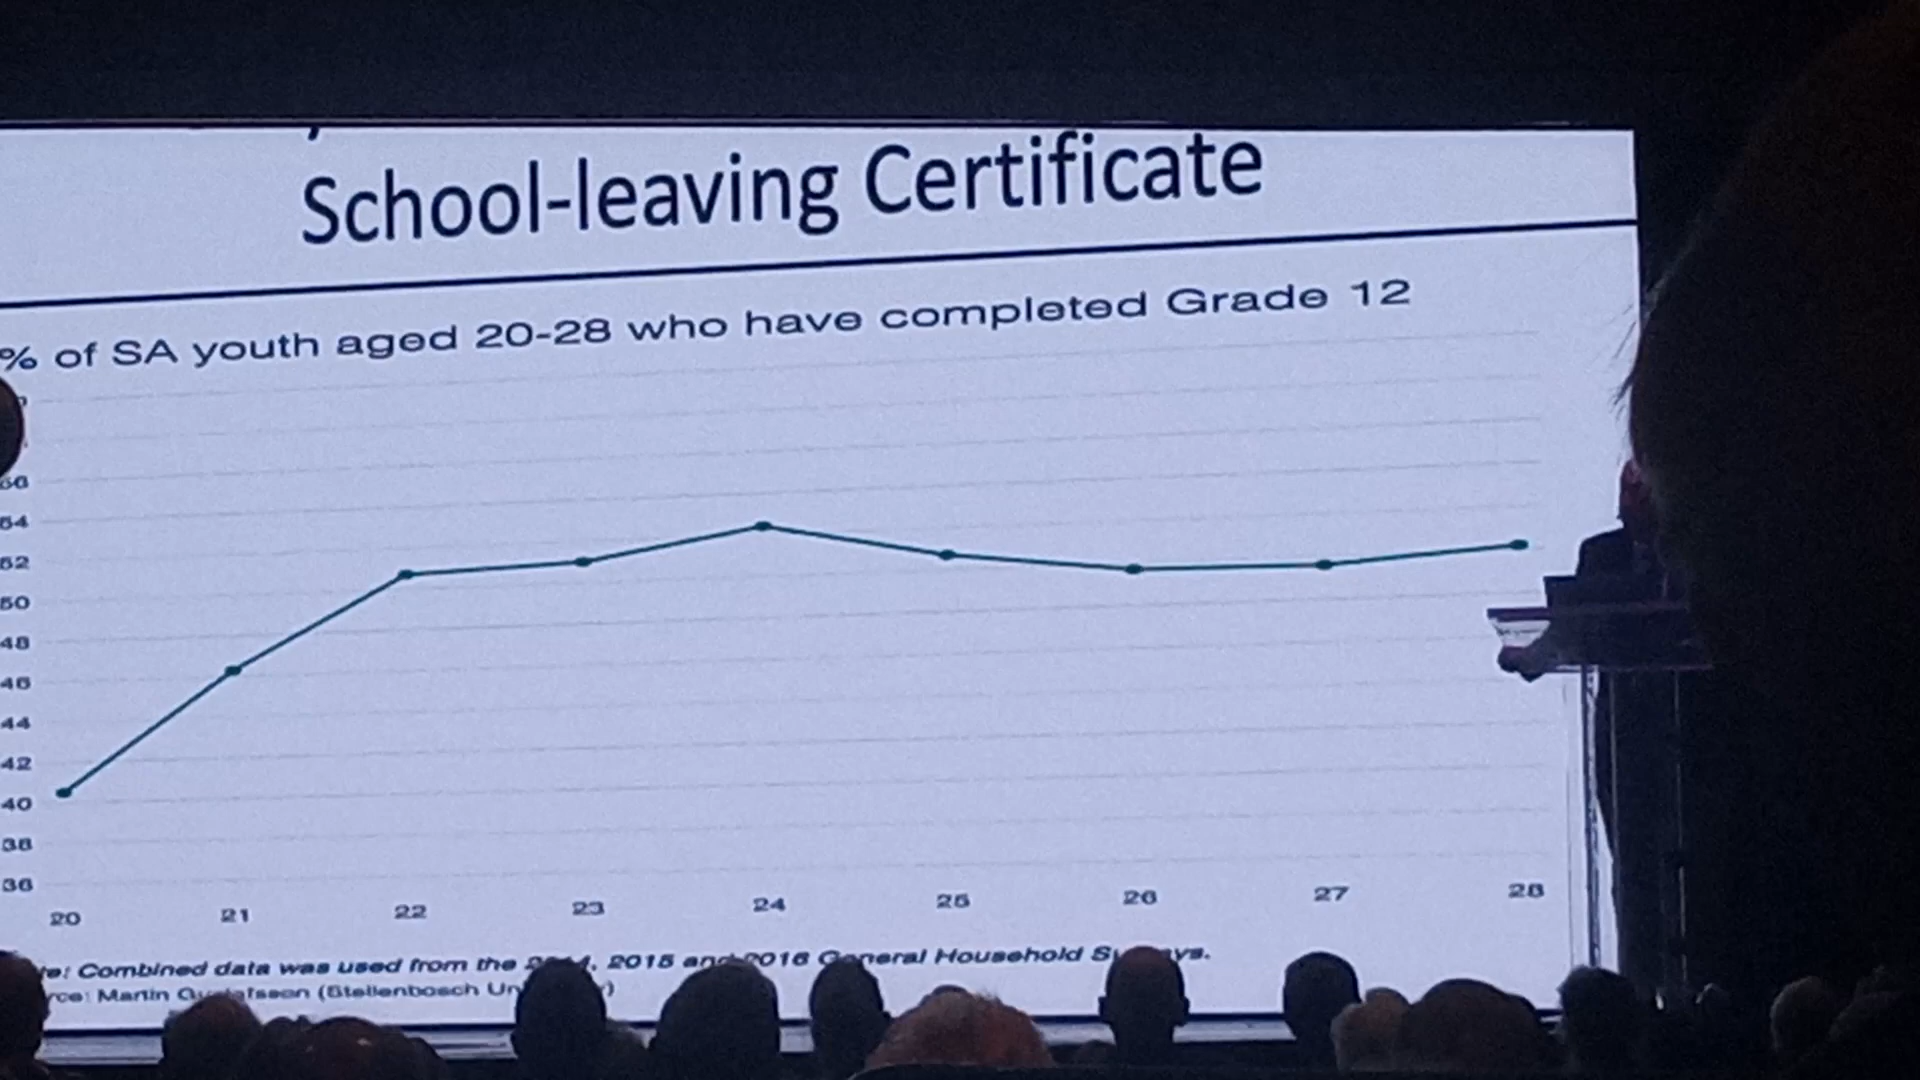 School-leaving Certificate
% of SA youth aged 20-28 who have completed Grade 12
56
54
52
50
48
46
44
42
40
38
36
20 21 22 23 24 25 26 27 28
Combined data was used from the 2015 and 2016 General Household
Martin (Stellenbosch